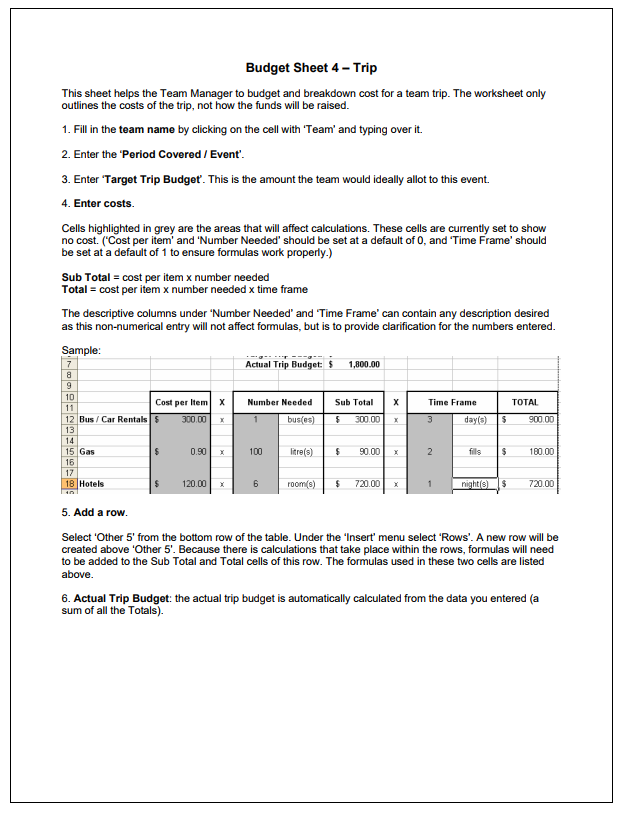 Budget Sheet 4 – Trip
This sheet helps the Team Manager to budget and breakdown cost for a team trip. The worksheet only
outlines the costs of the trip, not how the funds will be raised.
1. Fill in the team name by clicking on the cell with ‘Team’ and typing over it.
2. Enter the ‘Period Covered / Event’.
3. Enter ‘Target Trip Budget’. This is the amount the team would ideally allot to this event.
4. Enter costs.
Cells highlighted in grey are the areas that will affect calculations. These cells are currently set to show
no cost. (‘Cost per item’ and ‘Number Needed’ should be set at a default of 0, and ‘Time Frame’ should
be set at a default of 1 to ensure formulas work properly.)
Sub Total = cost per item x number needed
Total = cost per item x number needed x time frame
The descriptive columns under ‘Number Needed’ and ‘Time Frame’ can contain any description desired
as this non-numerical entry will not affect formulas, but is to provide clarification for the numbers entered.
Sample:
7 Actual Trip Budget: $ 1,800.00
8
9
10
Cost per Item X Number Needed Sub Total X Time Frame TOTAL
11
12 Bus / Car Rentals $ 300.00 x 1 bus(es) $ 300.00 x 3 day(s) $ 900.00
13
14
15 Gas $ 0.90 x 100 litre(s) $ 90.00 x 2 fills $ 180.00
16
17
18 Hotels $ 120.00 x 6 room(s) $ 720.00 x 1 night(s) $ 720.00
5. Add a row.
Select ‘Other 5’ from the bottom row of the table. Under the ‘Insert’ menu select ‘Rows’. A new row will be
created above ‘Other 5’. Because there is calculations that take place within the rows, formulas will need
to be added to the Sub Total and Total cells of this row. The formulas used in these two cells are listed
above.
6. Actual Trip Budget: the actual trip budget is automatically calculated from the data you entered (a
sum of all the Totals).